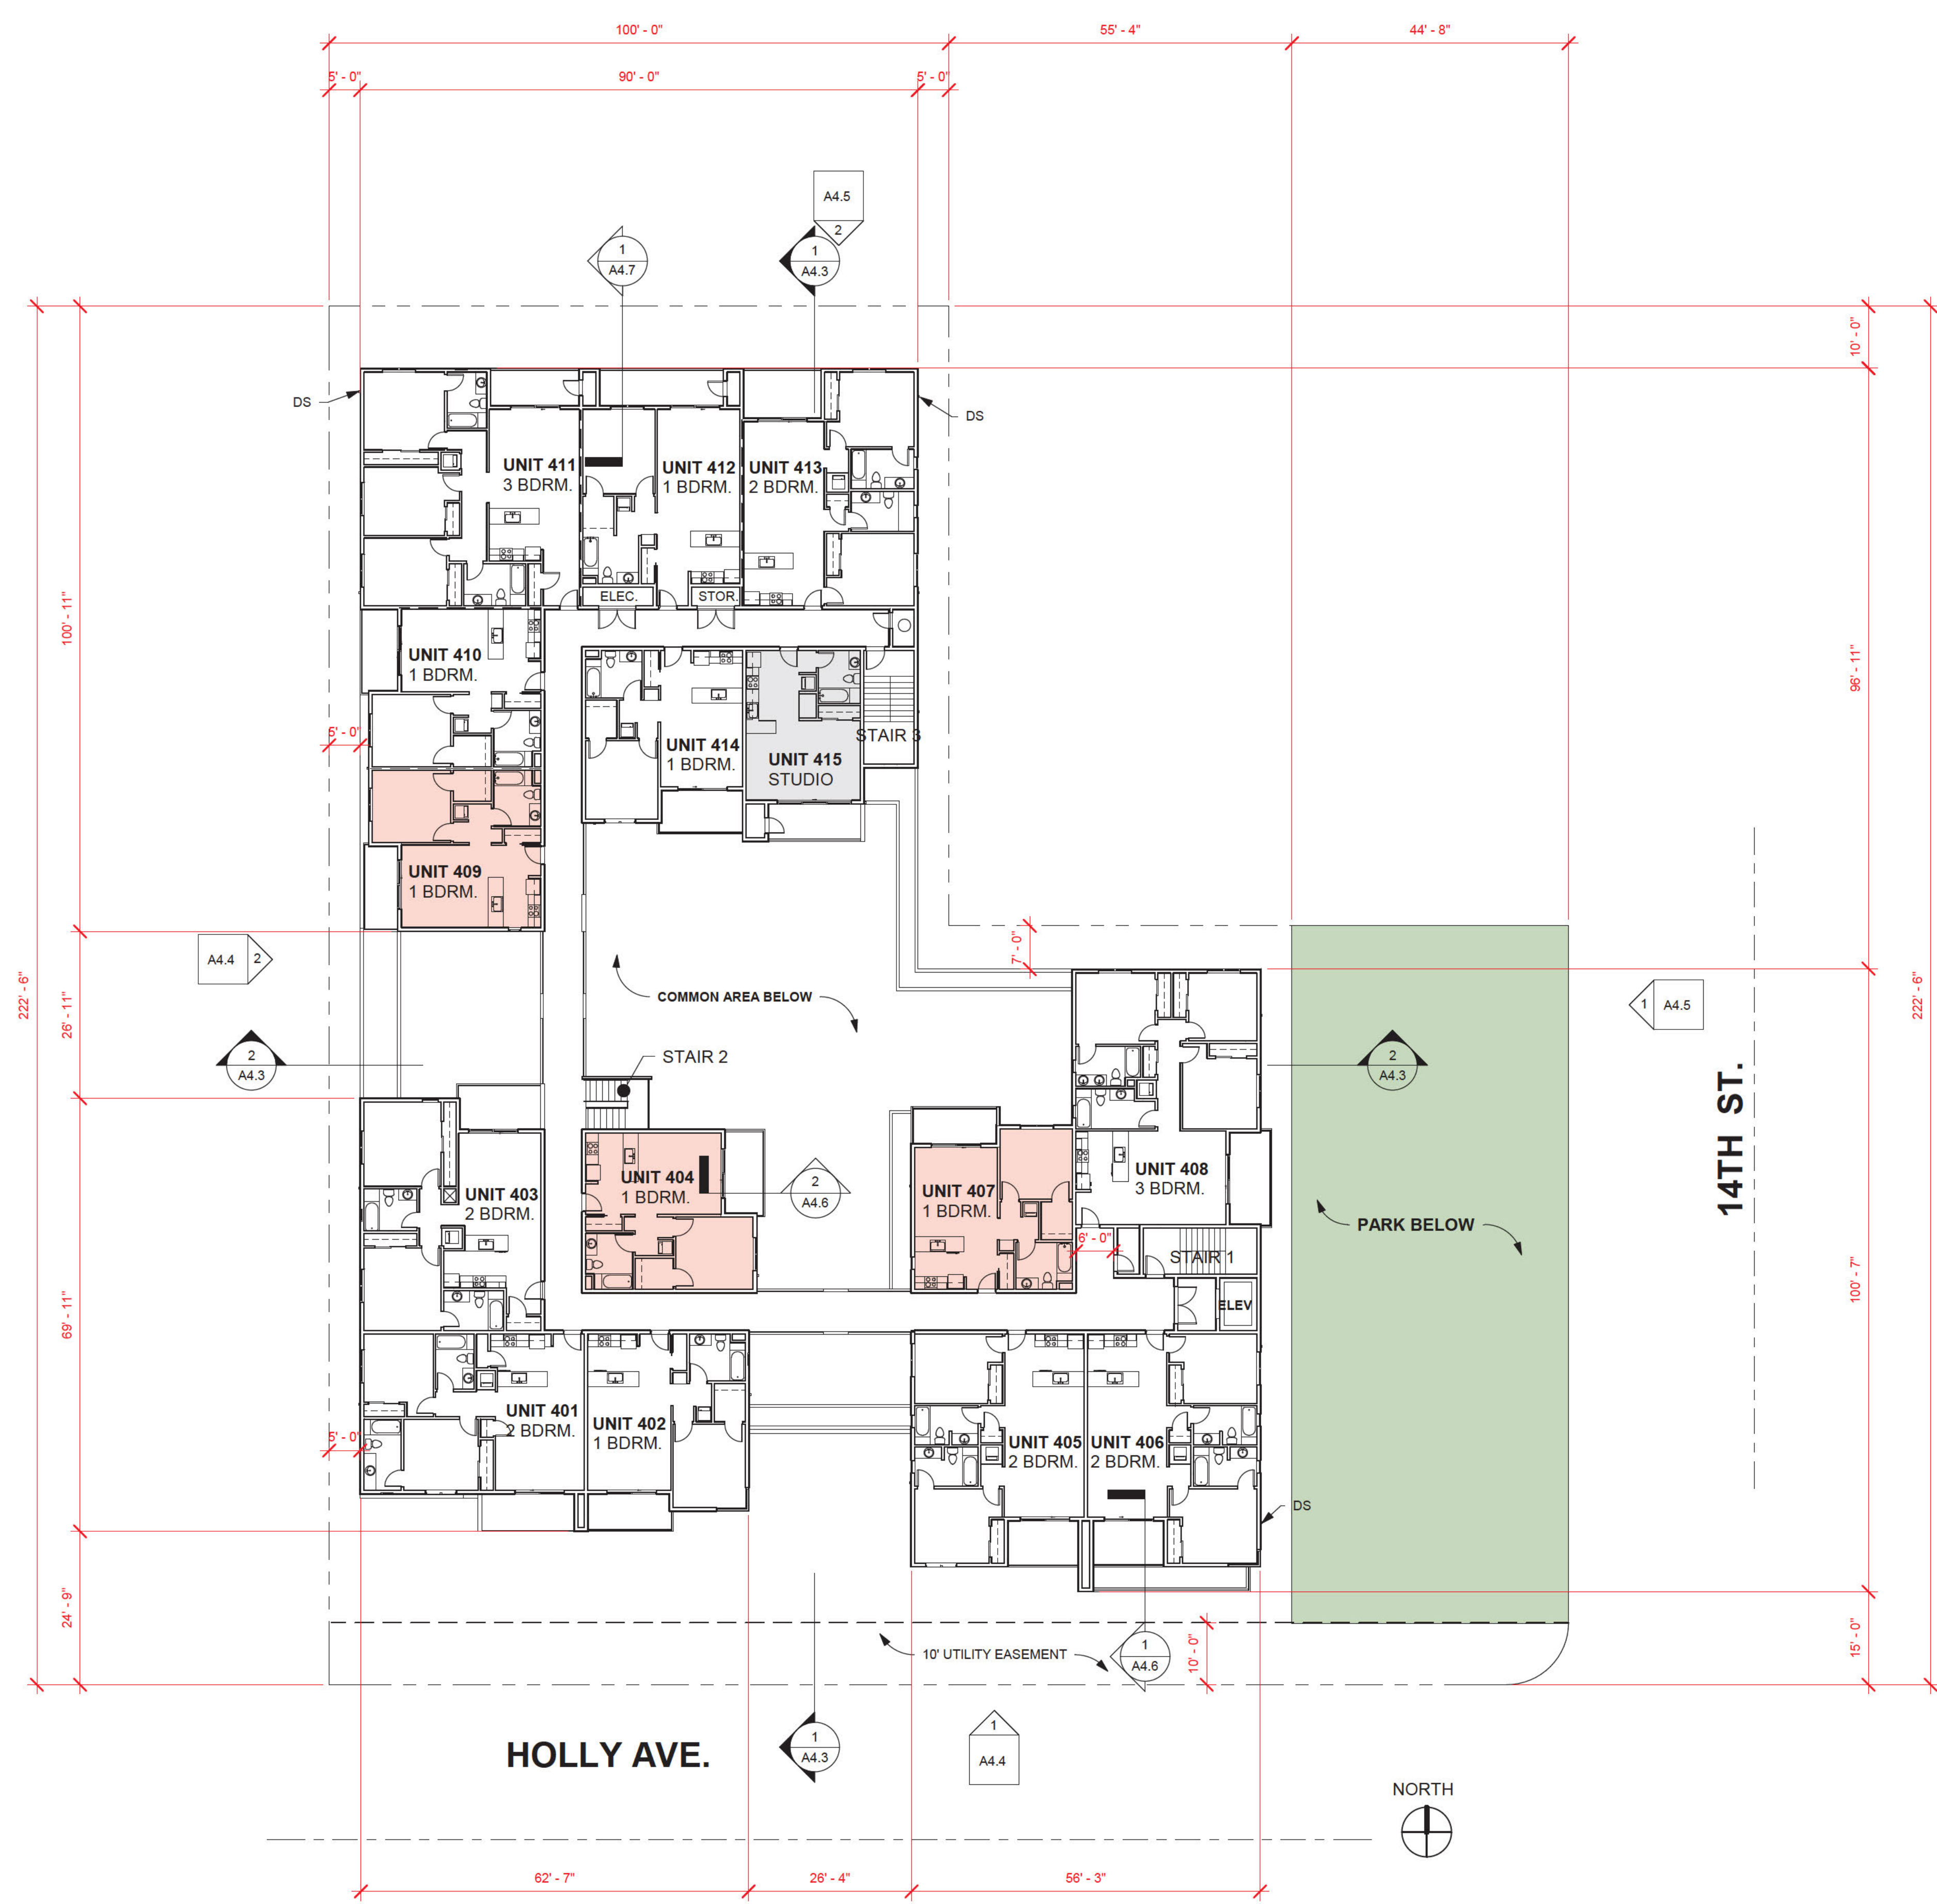 100' - 0"
55' - 4"
44' - 8"
5' - 0"
90' - 0"
5' - 0"
A4.5
2
1
A4.7
1
A4.3
10' - 0"
DS
DS
UNIT 411
3 BDRM.
UNIT 412
1 BDRM.
UNIT 413
2 BDRM.
ELEC.
STOR.
100' - 11"
96' - 11"
UNIT 410
1 BDRM.
5' - 0"
UNIT 414
1 BDRM.
UNIT 415
STUDIO
STAIR 3
UNIT 409
1 BDRM.
A4.4
2
7' - 0"
222' - 6"
26' - 11"
COMMON AREA BELOW
1
A4.5
222' - 6"
2
A4.3
STAIR 2
2
A4.3
14TH ST.
UNIT 403
2 BDRM.
UNIT 404
1 BDRM.
2
A4.6
UNIT 407
1 BDRM.
UNIT 408
3 BDRM.
PARK BELOW
6' - 0"
STAIR 1
ELEV
69' - 11"
100' - 7"
5' - 0"
UNIT 401
2 BDRM.
UNIT 402
1 BDRM.
UNIT 405
2 BDRM.
UNIT 406
2 BDRM.
DS
24' - 9"
10' UTILITY EASEMENT
1
A4.6
10' - 0"
15' - 0"
HOLLY AVE.
1
A4.3
1
A4.4
NORTH
62' - 7"
26' - 4"
56' - 3"